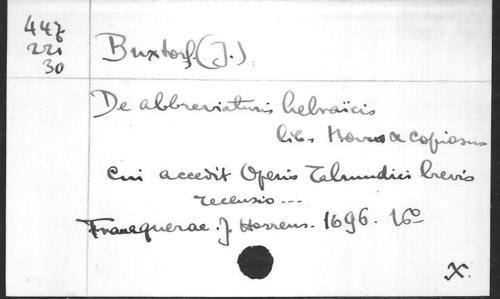 447
221
30
Buxtorf. (J.)
De abbreviaturis hebraïcis
lib. Novus & copiosus
cui accedit Operis Talmudici brevis
recensio...
Franequerae. J. Horreus. 1696. 16°
X.